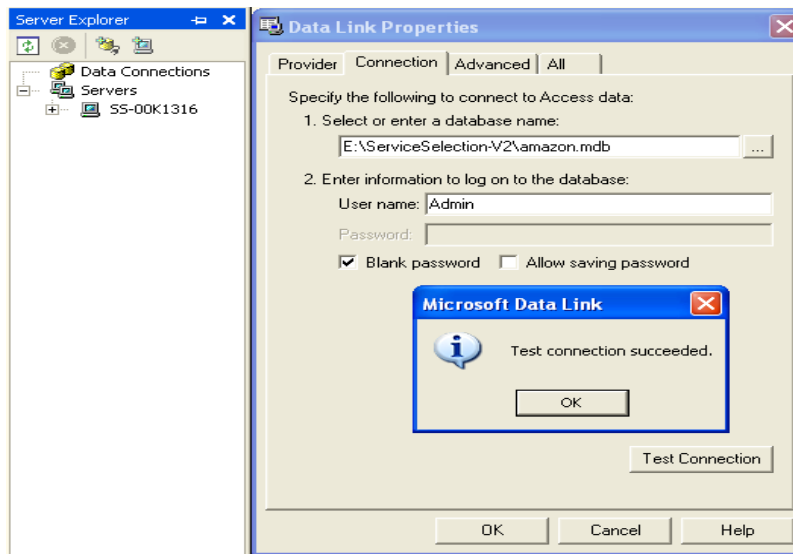 Server Explorer
Data Connections
Servers
SS-00K1316
Data Link Properties
Provider Connection Advanced All
Specify the following to connect to Access data:
1. Select or enter a database name:
E:\ServiceSelection-V2\amazon.mdb ...
2. Enter information to log on to the database:
User name: Admin
Password:
Blank password Allow saving password
Microsoft Data Link
Test connection succeeded.
OK
Test Connection
OK Cancel Help